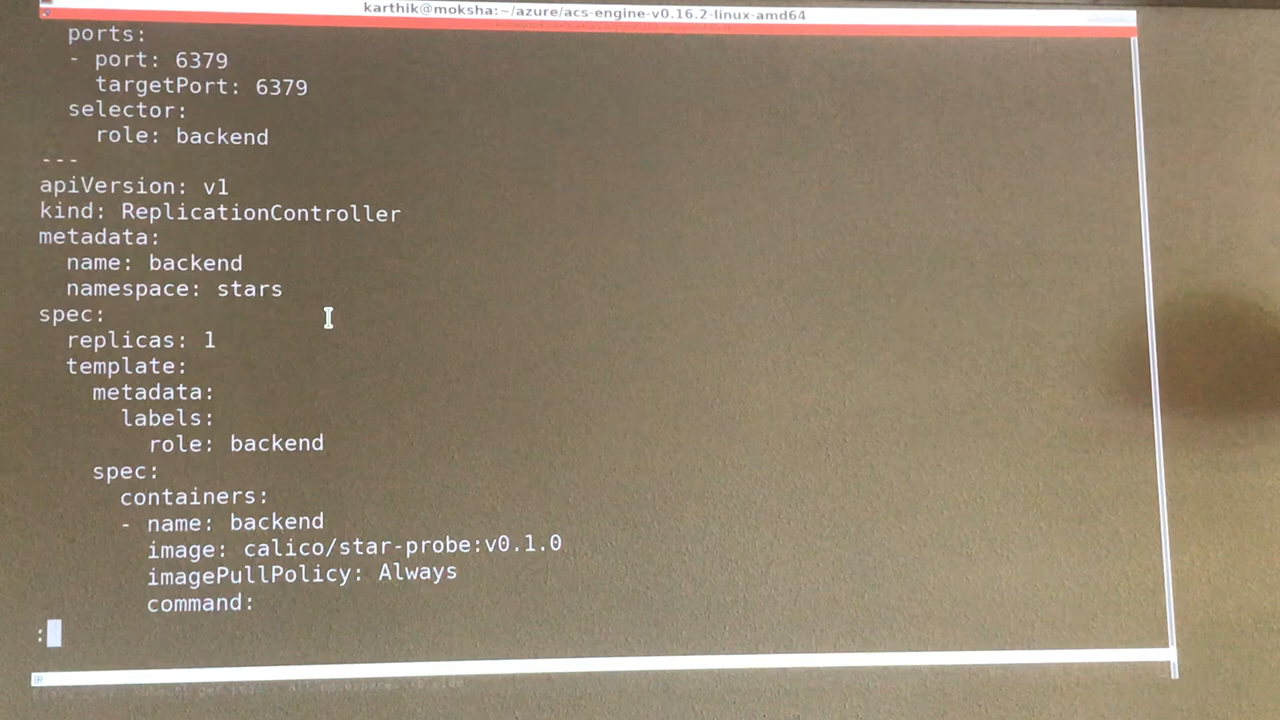 karthik@moksha:~/azure/acs-engine-v0.16.2-linux-amd64
  ports:
  - port: 6379
    targetPort: 6379
  selector:
    role: backend
---
apiVersion: v1
kind: ReplicationController
metadata:
  name: backend
  namespace: stars
spec:
  replicas: 1
  template:
    metadata:
      labels:
        role: backend
    spec:
      containers:
      - name: backend
        image: calico/star-probe:v0.1.0
        imagePullPolicy: Always
        command:
: